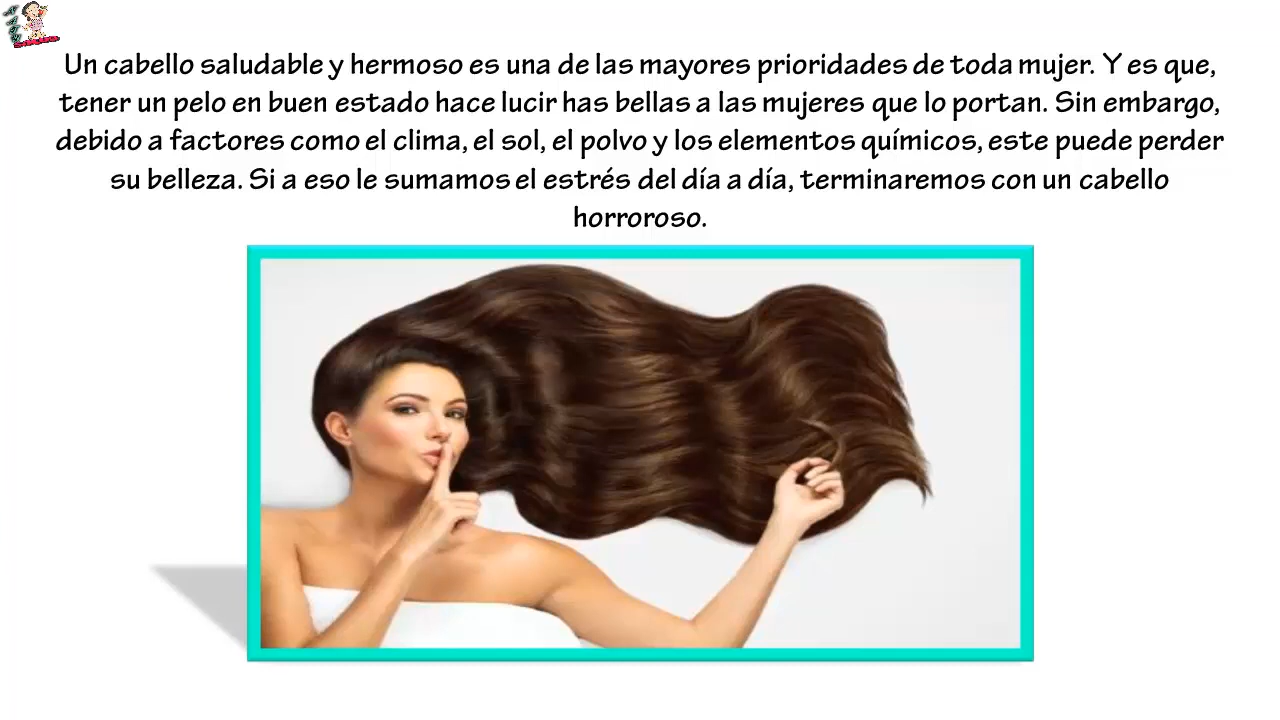 Un cabello saludable y hermoso es una de las mayores prioridades de toda mujer. Y es que,
tener un pelo en buen estado hace lucir has bellas a las mujeres que lo portan. Sin embargo,
debido a factores como el clima, el sol, el polvo y los elementos químicos, este puede perder
su belleza. Si a eso le sumamos el estrés del día a día, terminaremos con un cabello
horroroso.